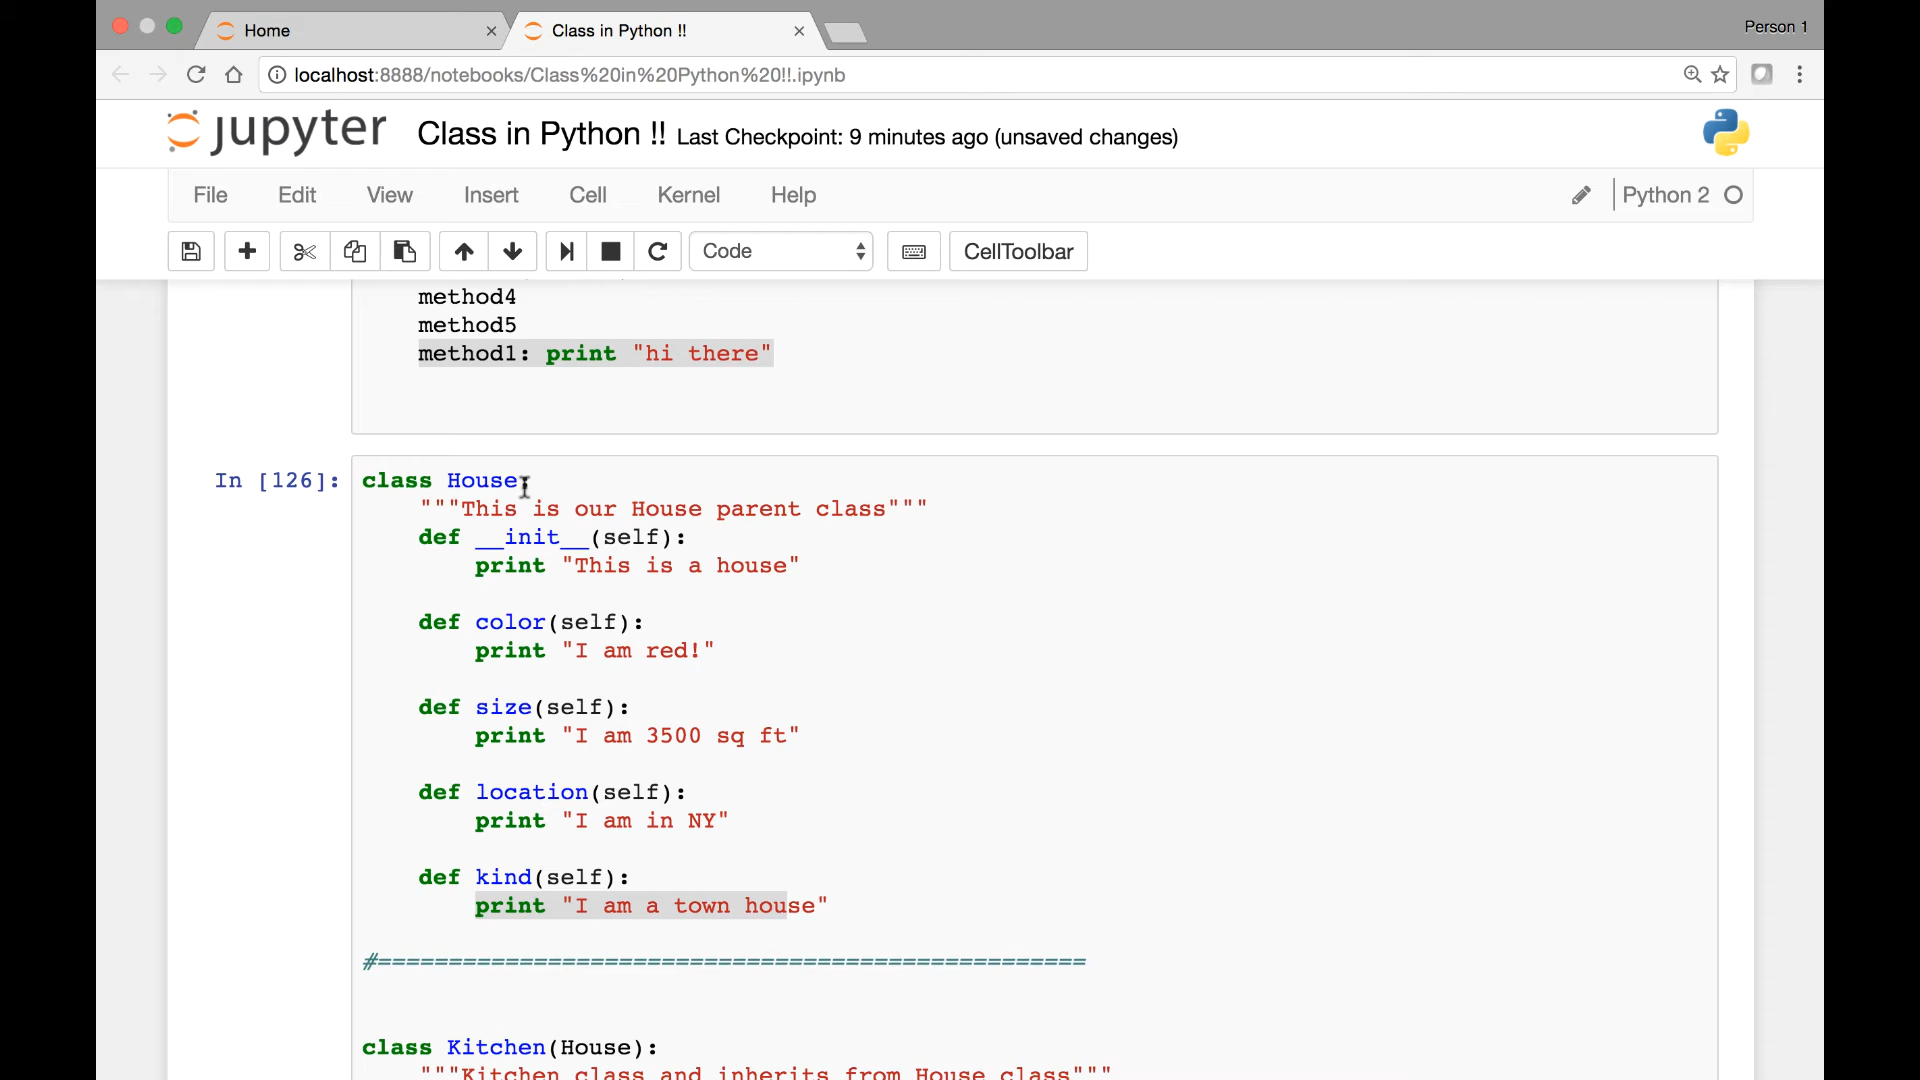 Home
Class in Python !!
Person 1
localhost:8888/notebooks/Class%20in%20Python%20!!.ipynb
jupyter Class in Python !! Last Checkpoint: 9 minutes ago (unsaved changes)
File Edit View Insert Cell Kernel Help Python 2
Code CellToolbar
method4
method5
method1: print "hi there"
In [126]: class House:
"""This is our House parent class"""
def __init__(self):
print "This is a house"
def color(self):
print "I am red!"
def size(self):
print "I am 3500 sq ft"
def location(self):
print "I am in NY"
def kind(self):
print "I am a town house"
#==================================================
class Kitchen(House):
"""Kitchen class and inherits from House class"""